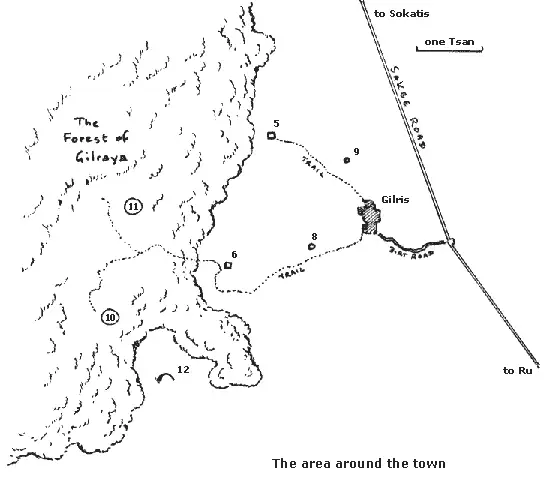 to Sokatis
one Tsan
SAKBE ROAD
The
Forest of
Gilraya
5
9
TRAIL
Gilris
11
8
6
DIRT ROAD
TRAIL
10
12
to Ru
The area around the town